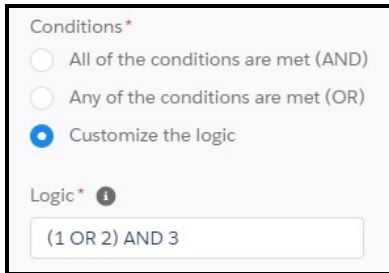 Conditions*
All of the conditions are met (AND)
Any of the conditions are met (OR)
Customize the logic
Logic*
(1 OR 2) AND 3